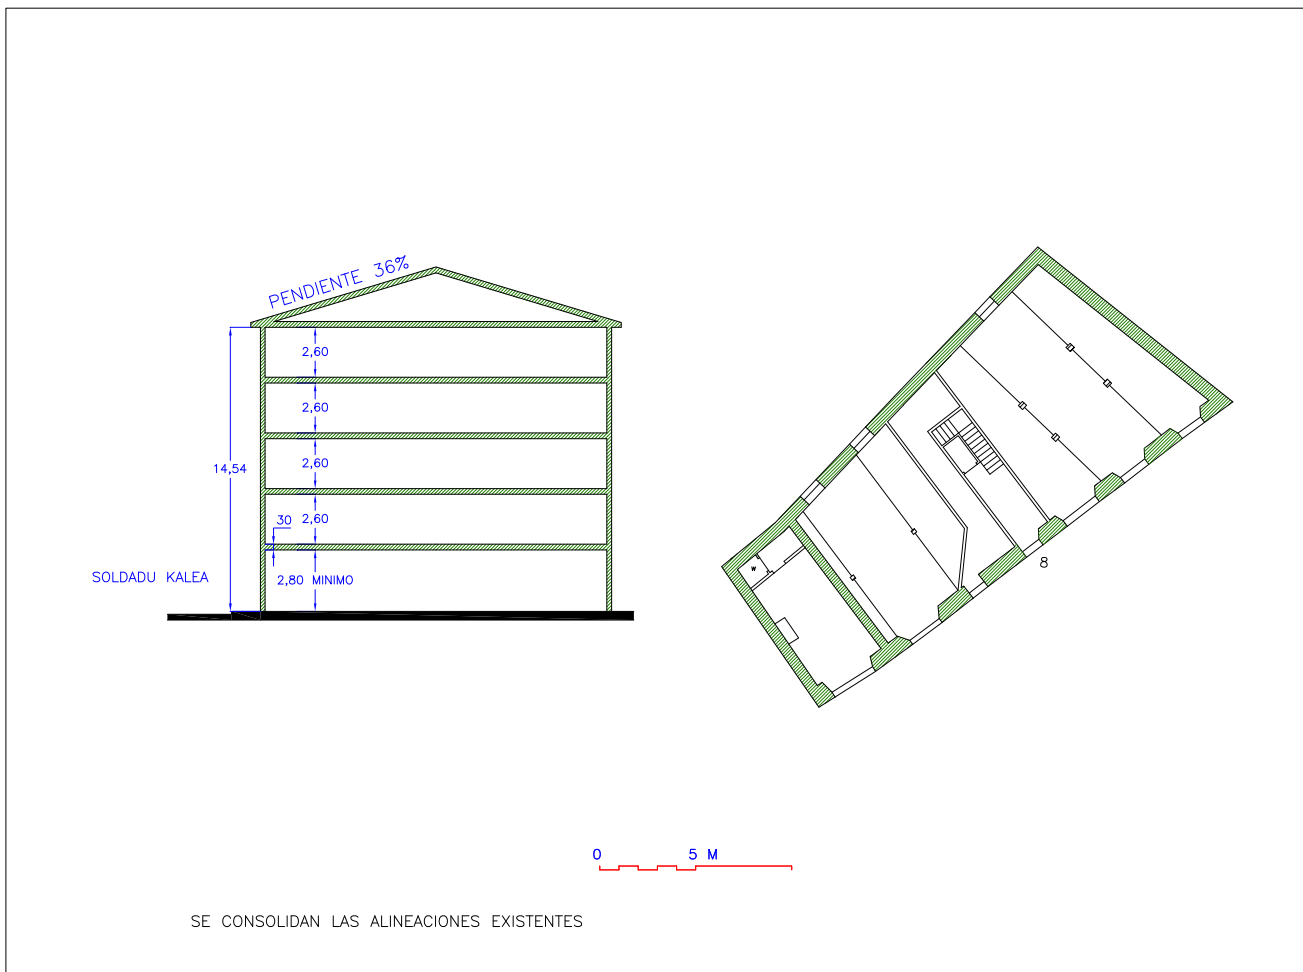 PENDIENTE 36%
2,60
2,60
2,60
14,54
2,60
30
SOLDADU KALEA
2,80 MINIMO
W
8
0 5 M
SE CONSOLIDAN LAS ALINEACIONES EXISTENTES